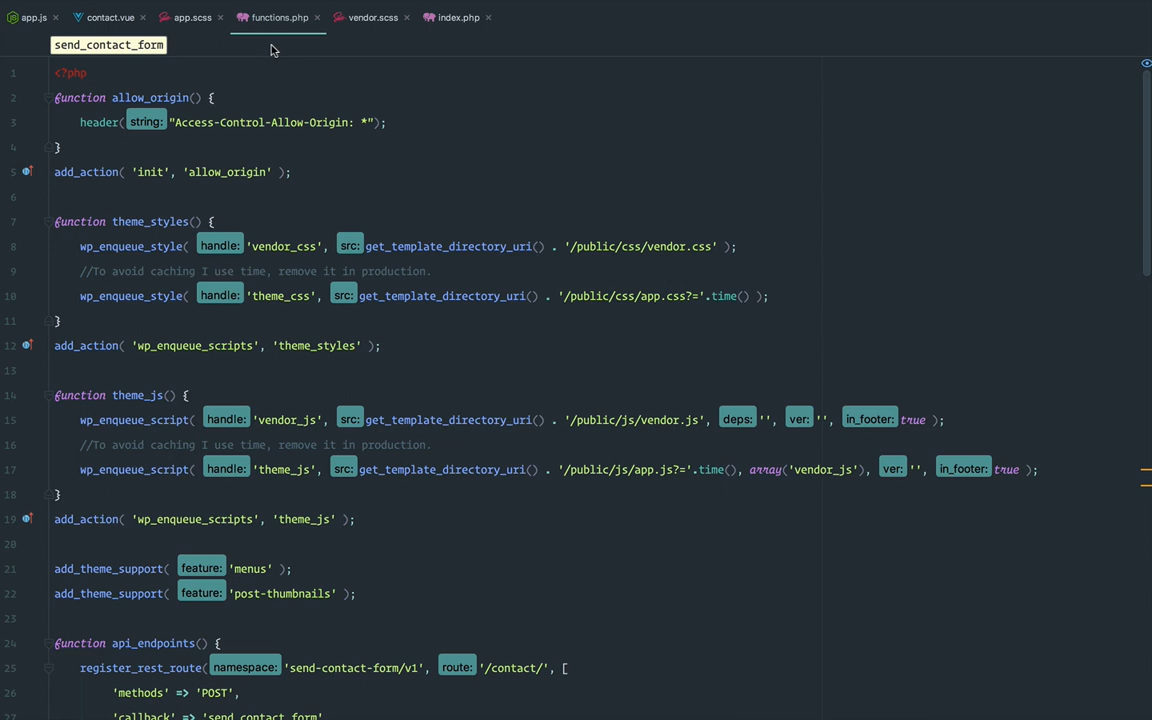 app.js contact.vue app.scss functions.php vendor.scss index.php
send_contact_form
1 <?php
2 function allow_origin() {
3 header( string: "Access-Control-Allow-Origin: *");
4 }
5 add_action( 'init', 'allow_origin' );
6
7 function theme_styles() {
8 wp_enqueue_style( handle: 'vendor_css', src: get_template_directory_uri() . '/public/css/vendor.css' );
9 //To avoid caching I use time, remove it in production.
10 wp_enqueue_style( handle: 'theme_css', src: get_template_directory_uri() . '/public/css/app.css?='.time() );
11 }
12 add_action( 'wp_enqueue_scripts', 'theme_styles' );
13
14 function theme_js() {
15 wp_enqueue_script( handle: 'vendor_js', src: get_template_directory_uri() . '/public/js/vendor.js', deps: '', ver: '', in_footer: true );
16 //To avoid caching I use time, remove it in production.
17 wp_enqueue_script( handle: 'theme_js', src: get_template_directory_uri() . '/public/js/app.js?='.time(), array('vendor_js'), ver: '', in_footer: true );
18 }
19 add_action( 'wp_enqueue_scripts', 'theme_js' );
20
21 add_theme_support( feature: 'menus' );
22 add_theme_support( feature: 'post-thumbnails' );
23
24 function api_endpoints() {
25 register_rest_route( namespace: 'send-contact-form/v1', route: '/contact/', [
26 'methods' => 'POST',
27 'callback' => 'send_contact_form'